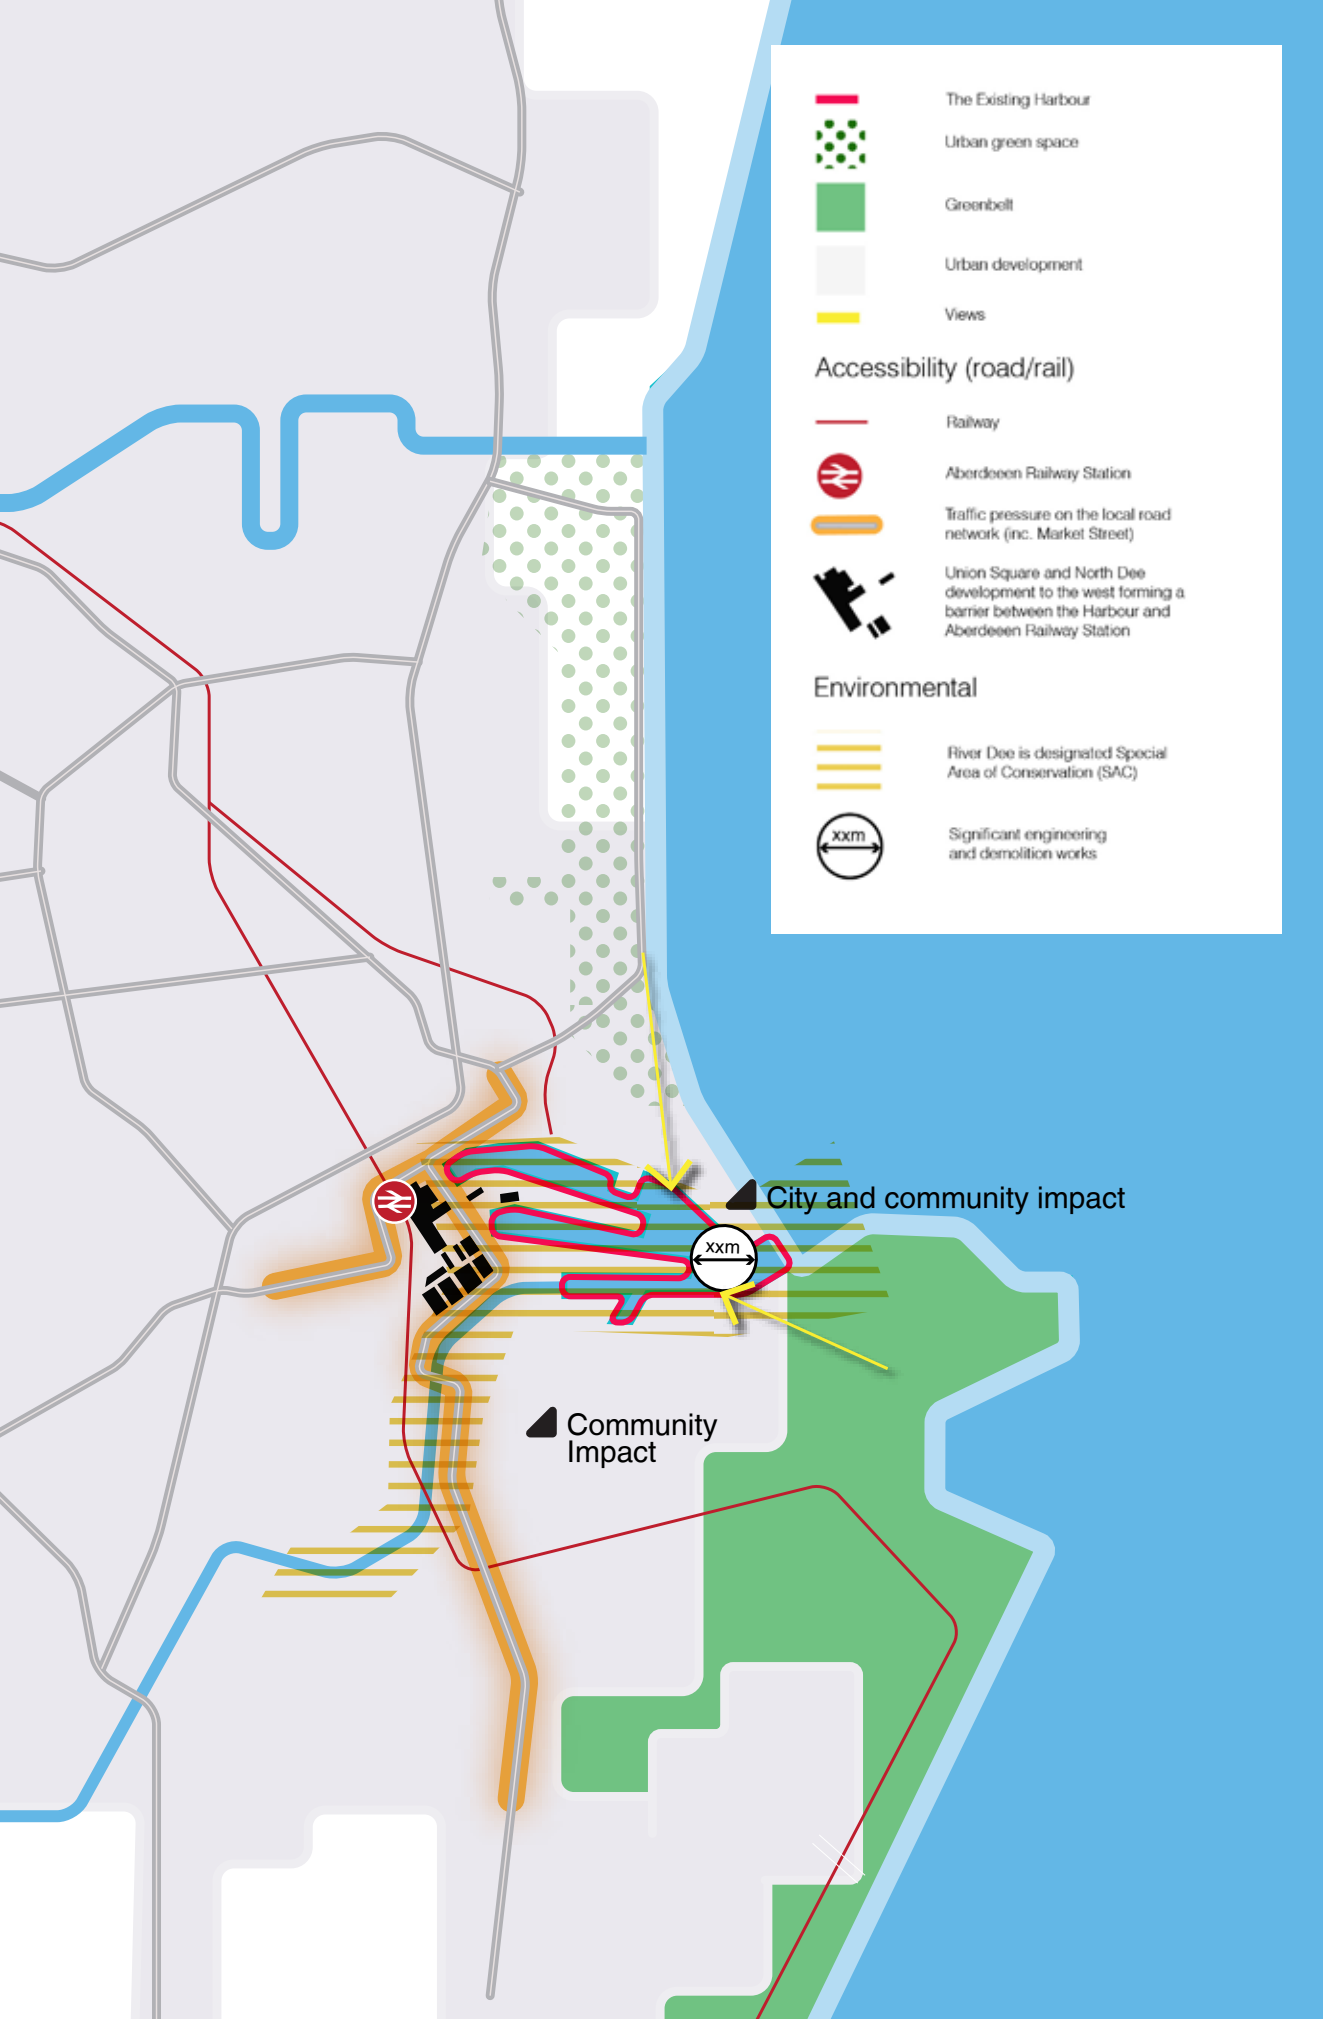 The Existing Harbour
Urban green space
Greenbelt
Urban development
Views
Accessibility (road/rail)
Railway
Aberdeeen Railway Station
Traffic pressure on the local road
network (inc. Market Street)
Union Square and North Dee
development to the west forming a
barrier between the Harbour and
Aberdeeen Railway Station
Environmental
River Dee is designated Special
Area of Conservation (SAC)
xxm
Significant engineering
and demolition works
City and community impact
xxm
Community
Impact